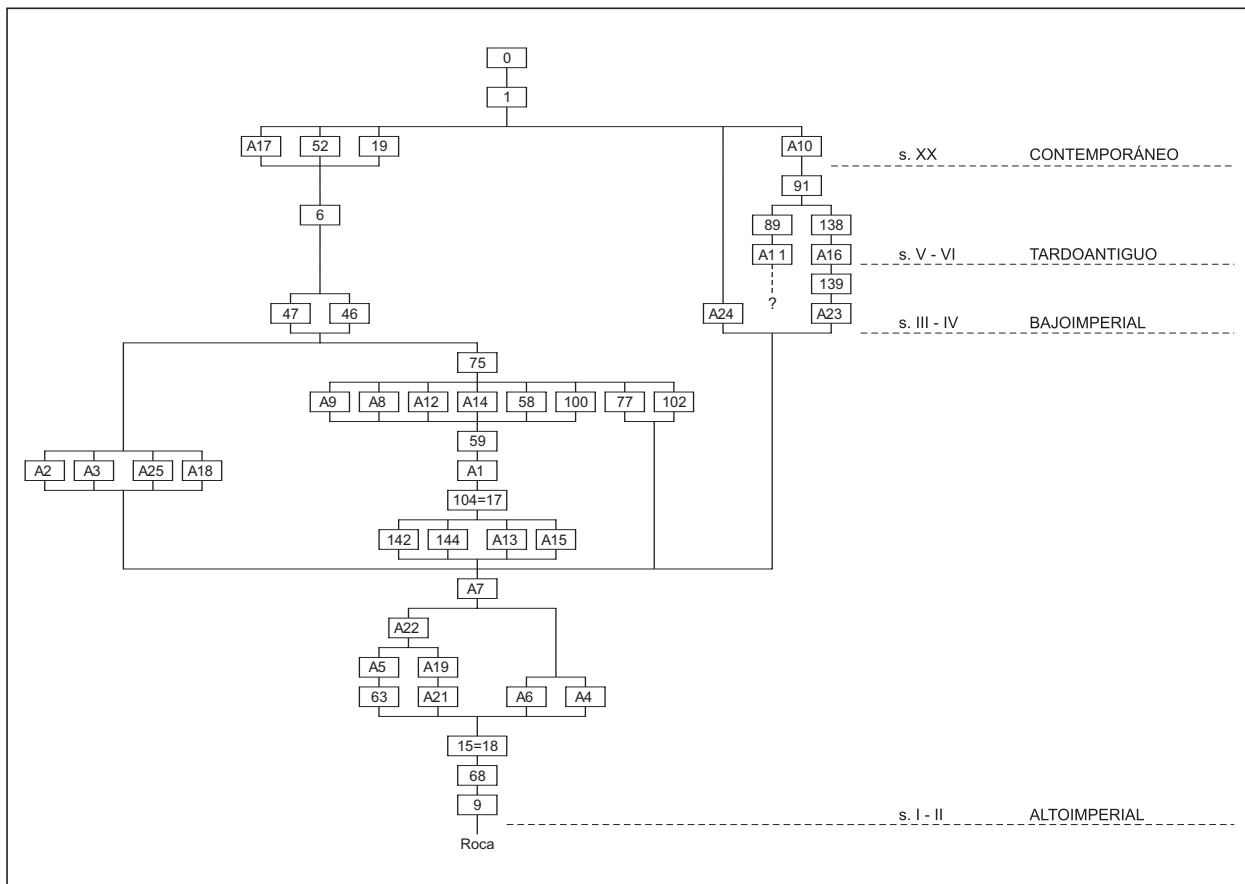 0
1
A17 52 19 A10
s. XX CONTEMPORÁNEO
91
6 89 138
A1 1 A16 s. V - VI TARDOANTIGUO
139
?
47 46 A24 A23
s. III - IV BAJOIMPERIAL
75
A9 A8 A12 A14 58 100 77 102
59
A2 A3 A25 A18 A1
104=17
142 144 A13 A15
A7
A22
A5 A19
63 A21 A6 A4
15=18
68
9
s. I - II ALTOIMPERIAL
Roca